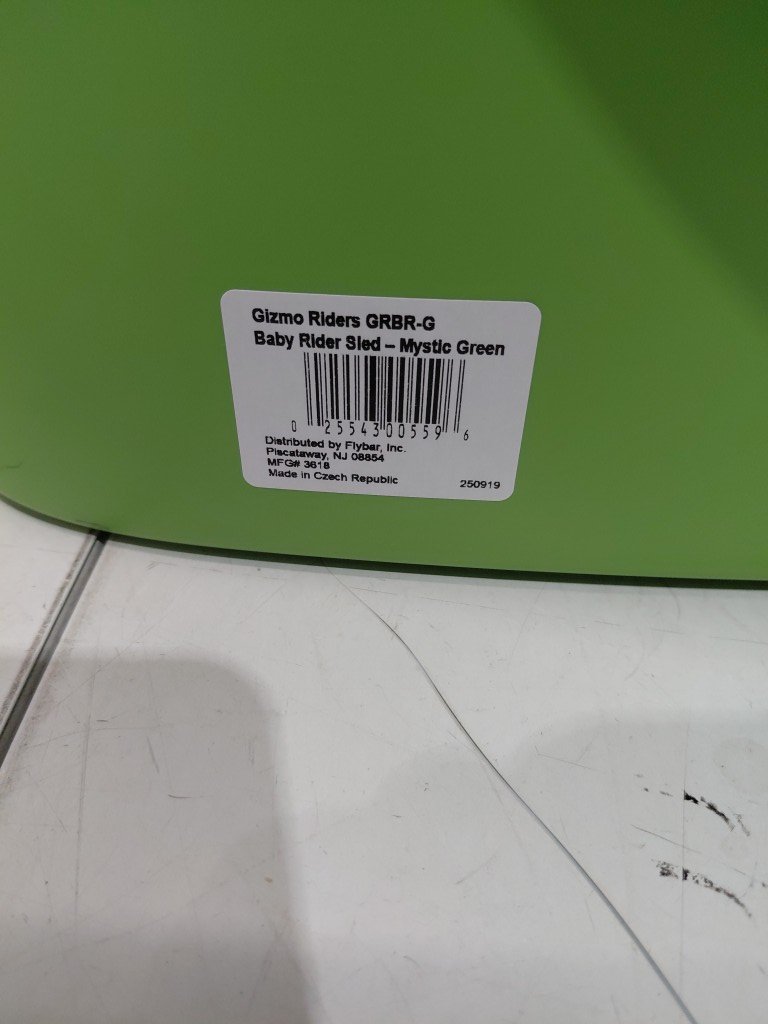 Gizmo Riders GRBR-G
Baby Rider Sled – Mystic Green
0 25543 00559 6
Distributed by Flybar, Inc.
Piscataway, NJ 08854
MFG# 3618
Made in Czech Republic
250919